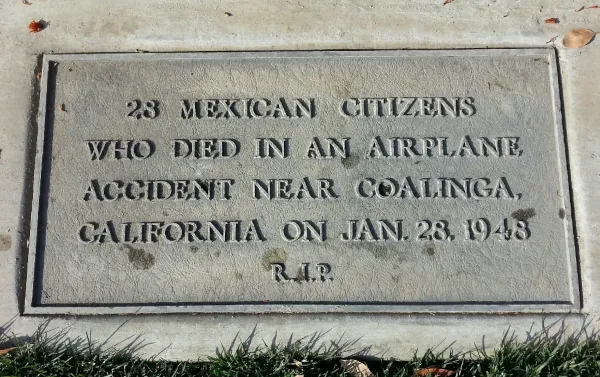 28 MEXICAN CITIZENS
WHO DIED IN AN AIRPLANE
ACCIDENT NEAR COALINGA,
CALIFORNIA ON JAN. 28, 1948
R.I.P.